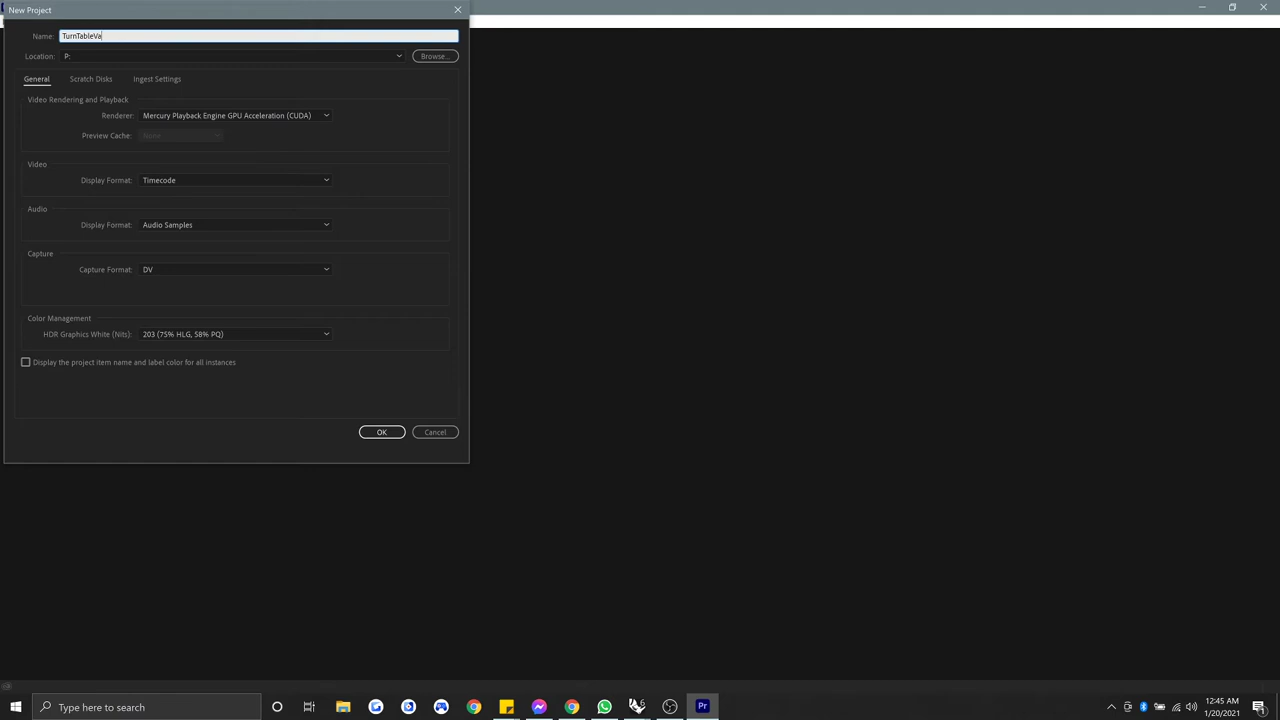 New Project
Name: TurnTableVa
Location: P:
Browse...
General Scratch Disks Ingest Settings
Video Rendering and Playback
Renderer: Mercury Playback Engine GPU Acceleration (CUDA)
Preview Cache: None
Video
Display Format: Timecode
Audio
Display Format: Audio Samples
Capture
Capture Format: DV
Color Management
HDR Graphics White (Nits): 203 (75% HLG, 58% PQ)
Display the project item name and label color for all instances
OK Cancel
Type here to search
Pr
12:45 AM
1/20/2021